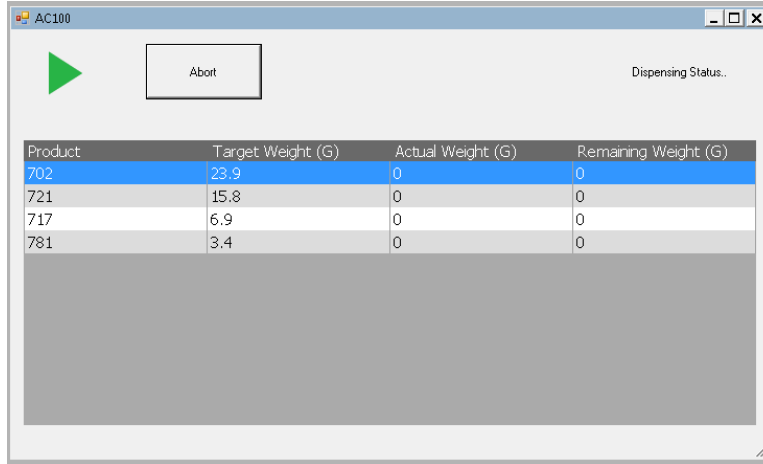 AC100
Abort
Dispensing Status..
Product Target Weight (G) Actual Weight (G) Remaining Weight (G)
702 23.9 0 0
721 15.8 0 0
717 6.9 0 0
781 3.4 0 0